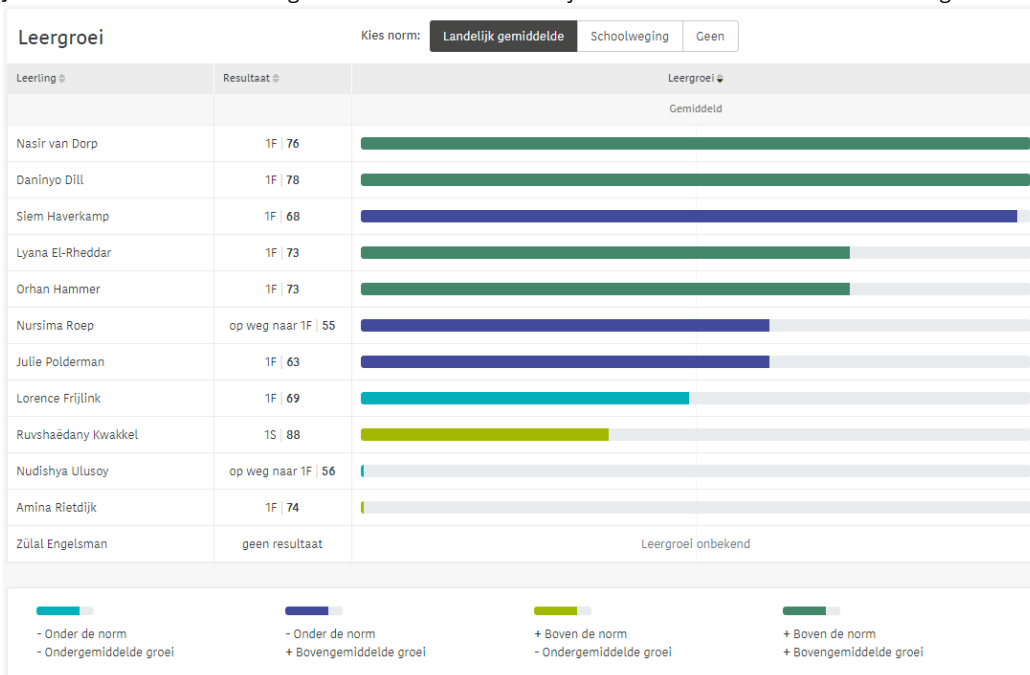 Leergroei
Kies norm: Landelijk gemiddelde Schoolweging Geen
Leerling Resultaat Leergroei
Gemiddeld
Nasir van Dorp 1F | 76
Daninyo Dill 1F | 78
Siem Haverkamp 1F | 68
Lyana El-Rheddar 1F | 73
Orhan Hammer 1F | 73
Nursima Roep op weg naar 1F | 55
Julie Polderman 1F | 63
Lorence Frijlink 1F | 69
Ruvshaëdany Kwakkel 1S | 88
Nudishya Ulusoy op weg naar 1F | 56
Amina Rietdijk 1F | 74
Zülal Engelsman geen resultaat Leergroei onbekend
- Onder de norm
- Ondergemiddelde groei
- Onder de norm
+ Bovengemiddelde groei
+ Boven de norm
- Ondergemiddelde groei
+ Boven de norm
+ Bovengemiddelde groei